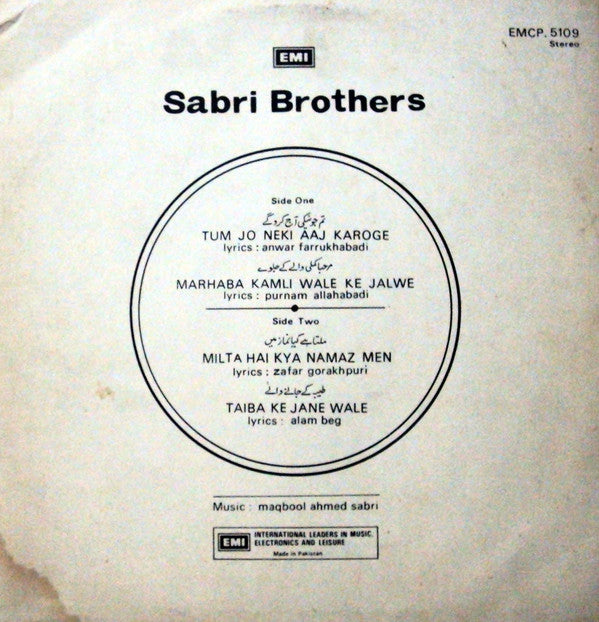 EMCP. 5109
Stereo
EMI
Sabri Brothers
Side One
تم جو نیکی آج کرو گے
TUM JO NEKI AAJ KAROGE
lyrics : anwar farrukhabadi
مرحبا کملی والے کے جلوے
MARHABA KAMLI WALE KE JALWE
lyrics : purnam allahabadi
Side Two
ملتا ہے کیا نماز میں
MILTA HAI KYA NAMAZ MEN
lyrics : zafar gorakhpuri
طیبہ کے جانے والے
TAIBA KE JANE WALE
lyrics : alam beg
Music : maqbool ahmed sabri
EMI
INTERNATIONAL LEADERS IN MUSIC,
ELECTRONICS AND LEISURE
Made in Pakistan